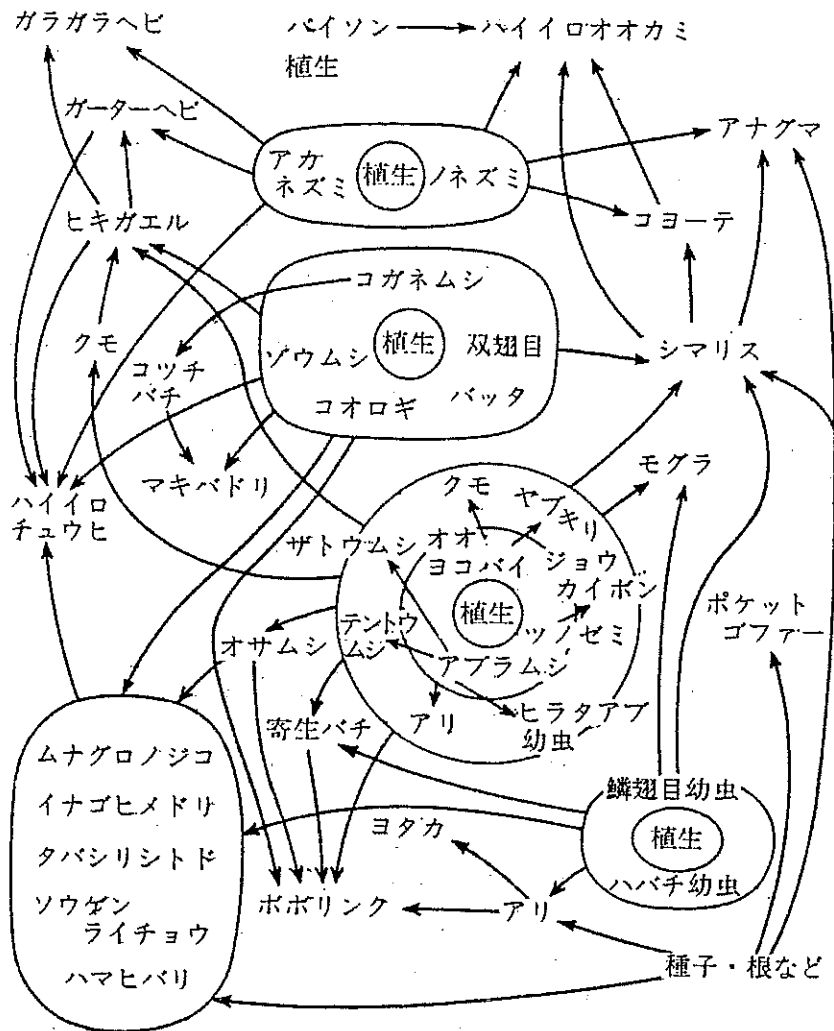 ガラガラヘビ
バイソン
ハイイロオオカミ
植生
ガーターヘビ
アナグマ
アカ
ネズミ
植生
ノネズミ
ヒキガエル
コヨーテ
コガネムシ
クモ
コツチ
バチ
ゾウムシ
植生
双翅目
シマリス
コオロギ
バッタ
マキバドリ
モグラ
ハイイロ
チュウヒ
クモ
ヤブ
キリ
ザトウムシ
オオ
ヨコバイ
ジョウ
カイボン
植生
ポケット
ゴファー
オサムシ
テントウ
ムシ
ツノゼミ
アブラムシ
寄生バチ
アリ
ヒラタアブ
幼虫
ムナグロノジコ
イナゴヒメドリ
タバシリシトド
ソウゲン
ライチョウ
ハマヒバリ
鱗翅目幼虫
植生
ハバチ幼虫
ヨタカ
ボボリンク
アリ
種子・根など